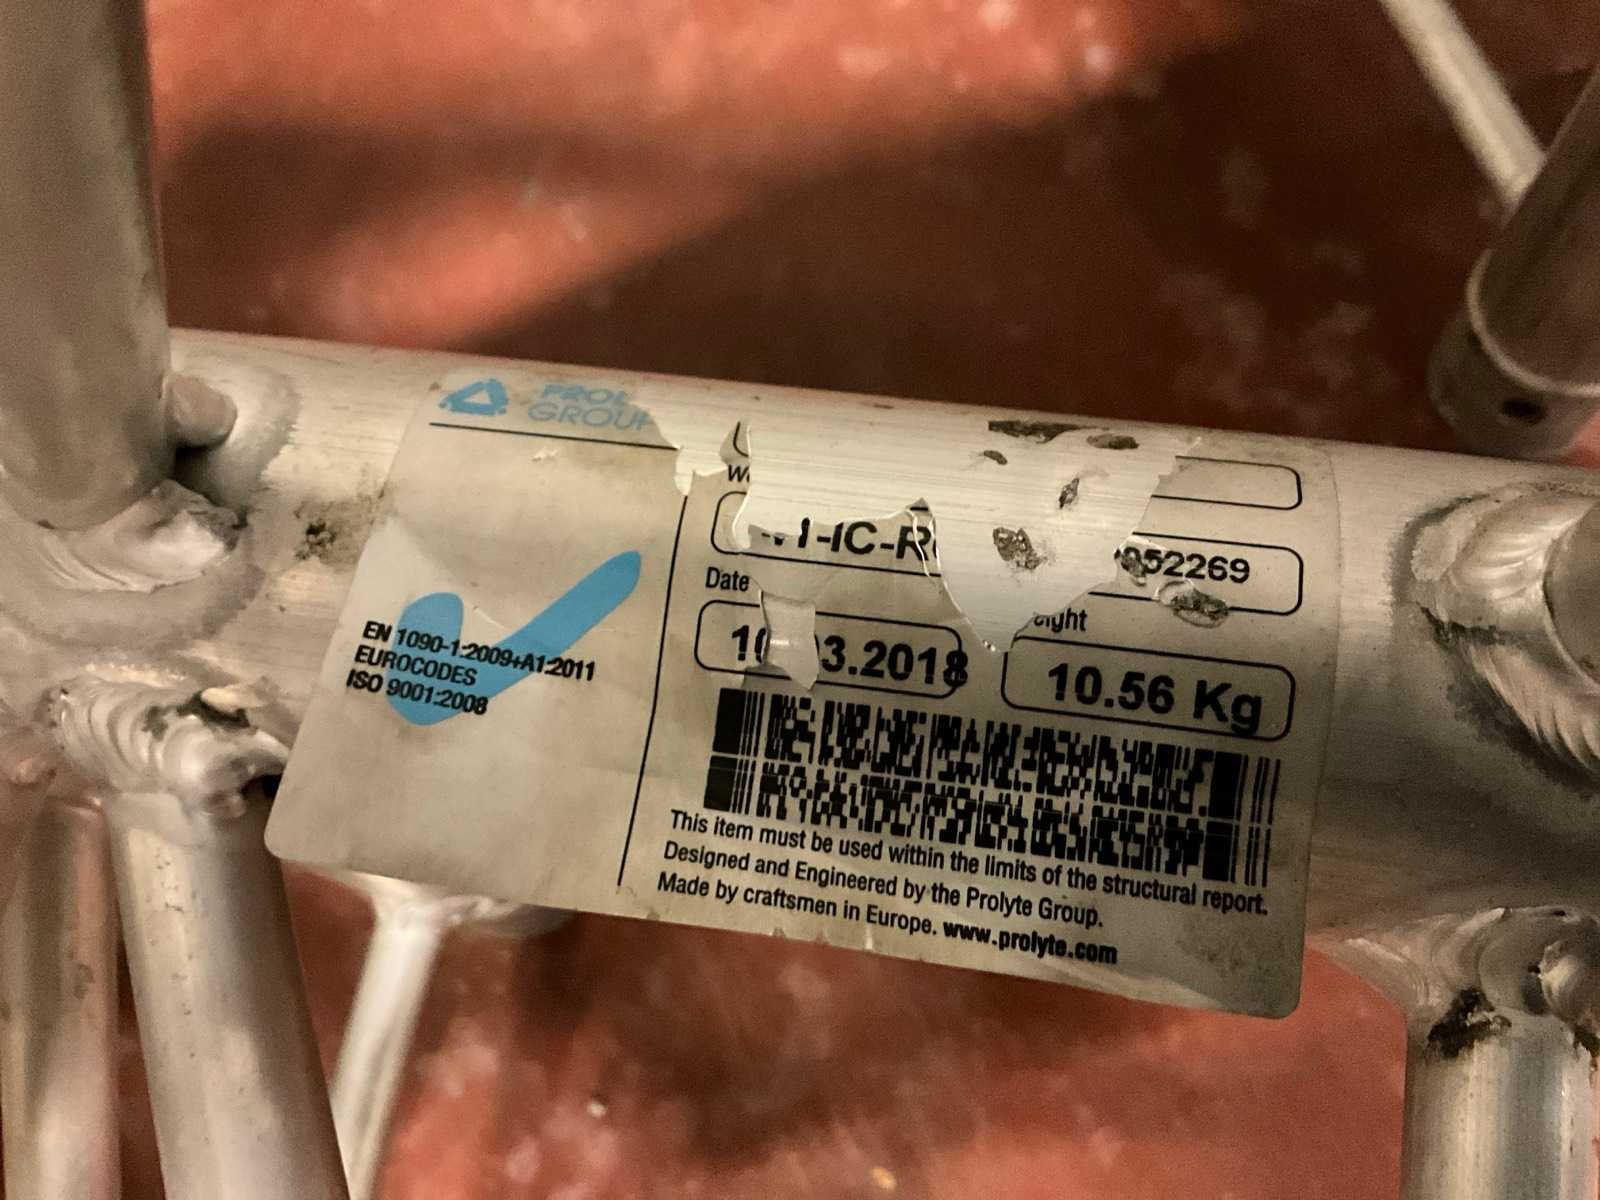 GROUP
EN 1090-1:2009+A1:2011
EUROCODES
ISO 9001:2008
052269
Date
3.2018
10.56 Kg
This item must be used within the limits of the structural report.
Designed and Engineered by the Prolyte Group.
Made by craftsmen in Europe. www.prolyte.com